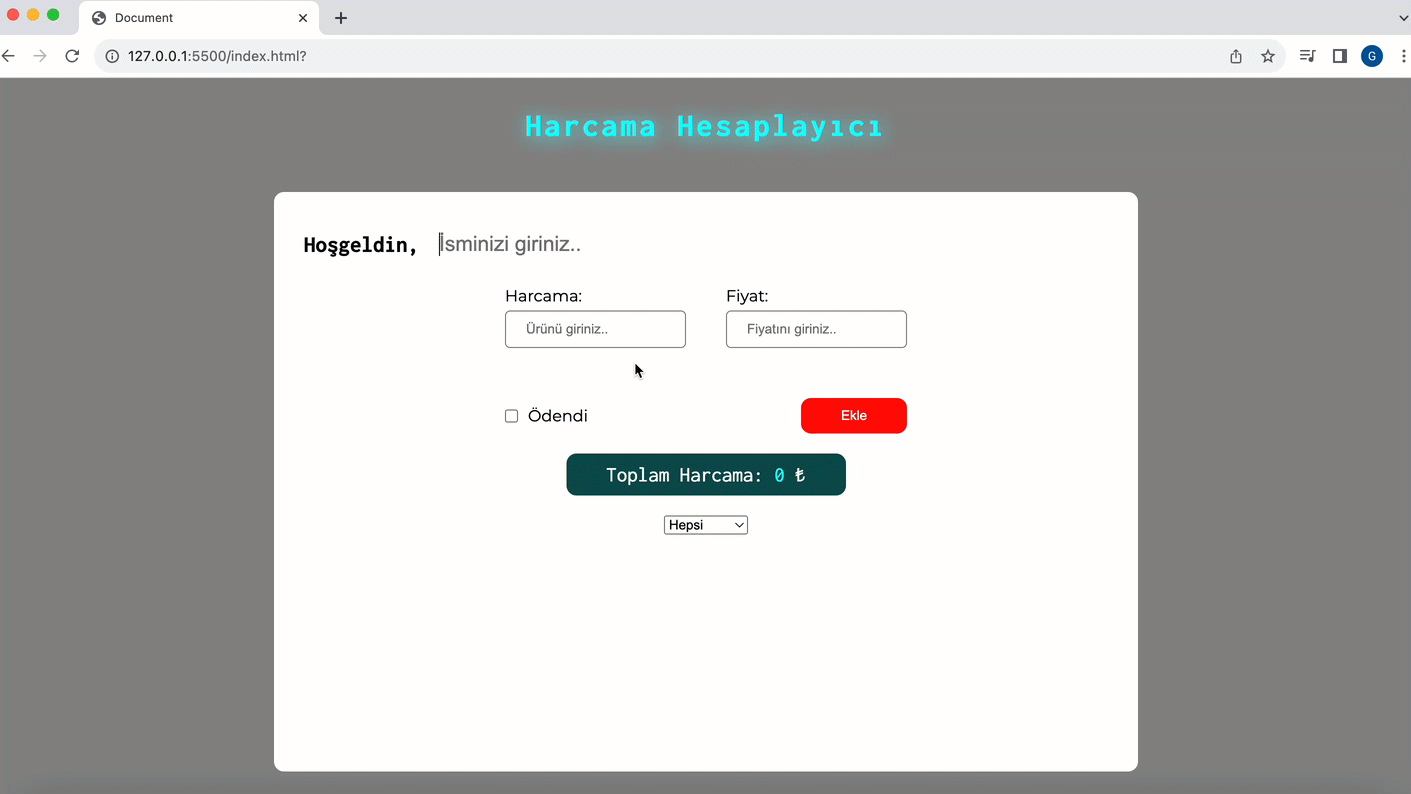 Document
127.0.0.1:5500/index.html?
G
Harcama Hesaplayıcı
Hoşgeldin, İsminizi giriniz..
Harcama: Fiyat:
Ürünü giriniz.. Fiyatını giriniz..
Ödendi Ekle
Toplam Harcama: 0 ₺
Hepsi